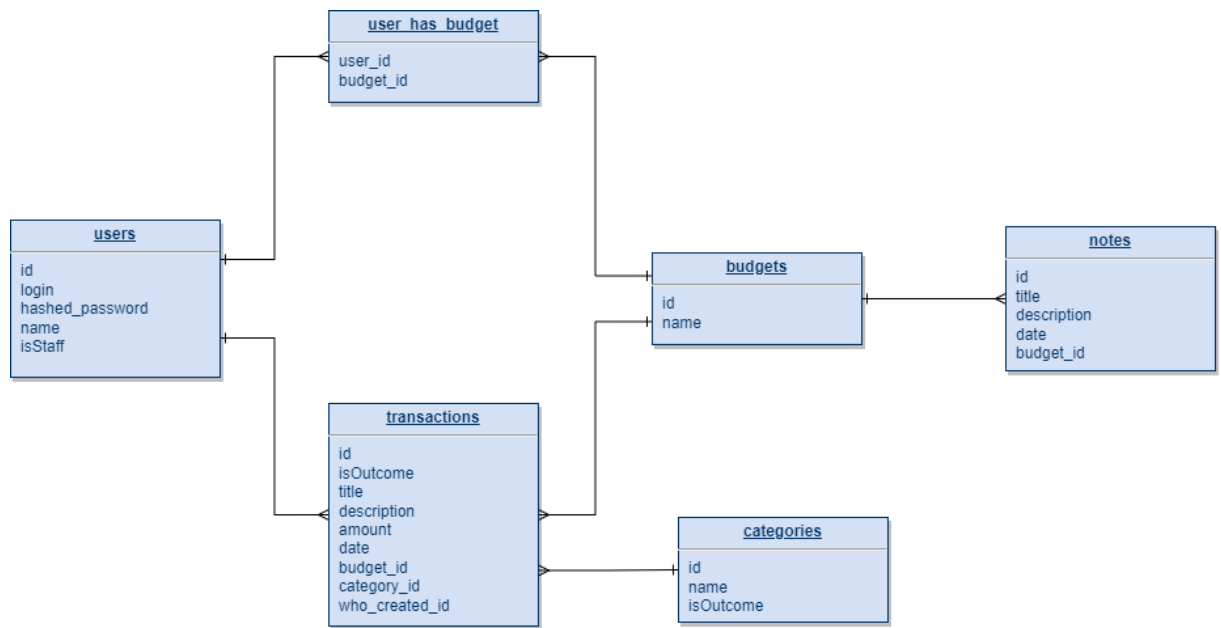 user_has_budget
user_id
budget_id
users
id
login
hashed_password
name
isStaff
budgets
id
name
notes
id
title
description
date
budget_id
transactions
id
isOutcome
title
description
amount
date
budget_id
category_id
who_created_id
categories
id
name
isOutcome